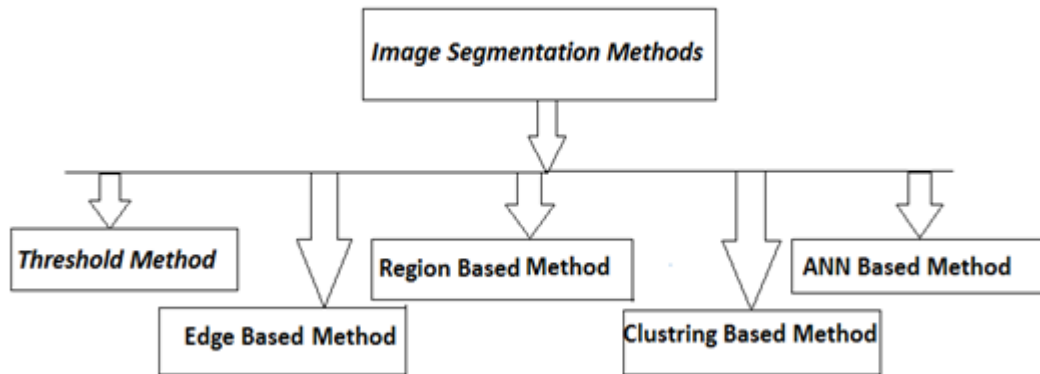 Image Segmentation Methods
Threshold Method
Region Based Method
ANN Based Method
Edge Based Method
Clustring Based Method